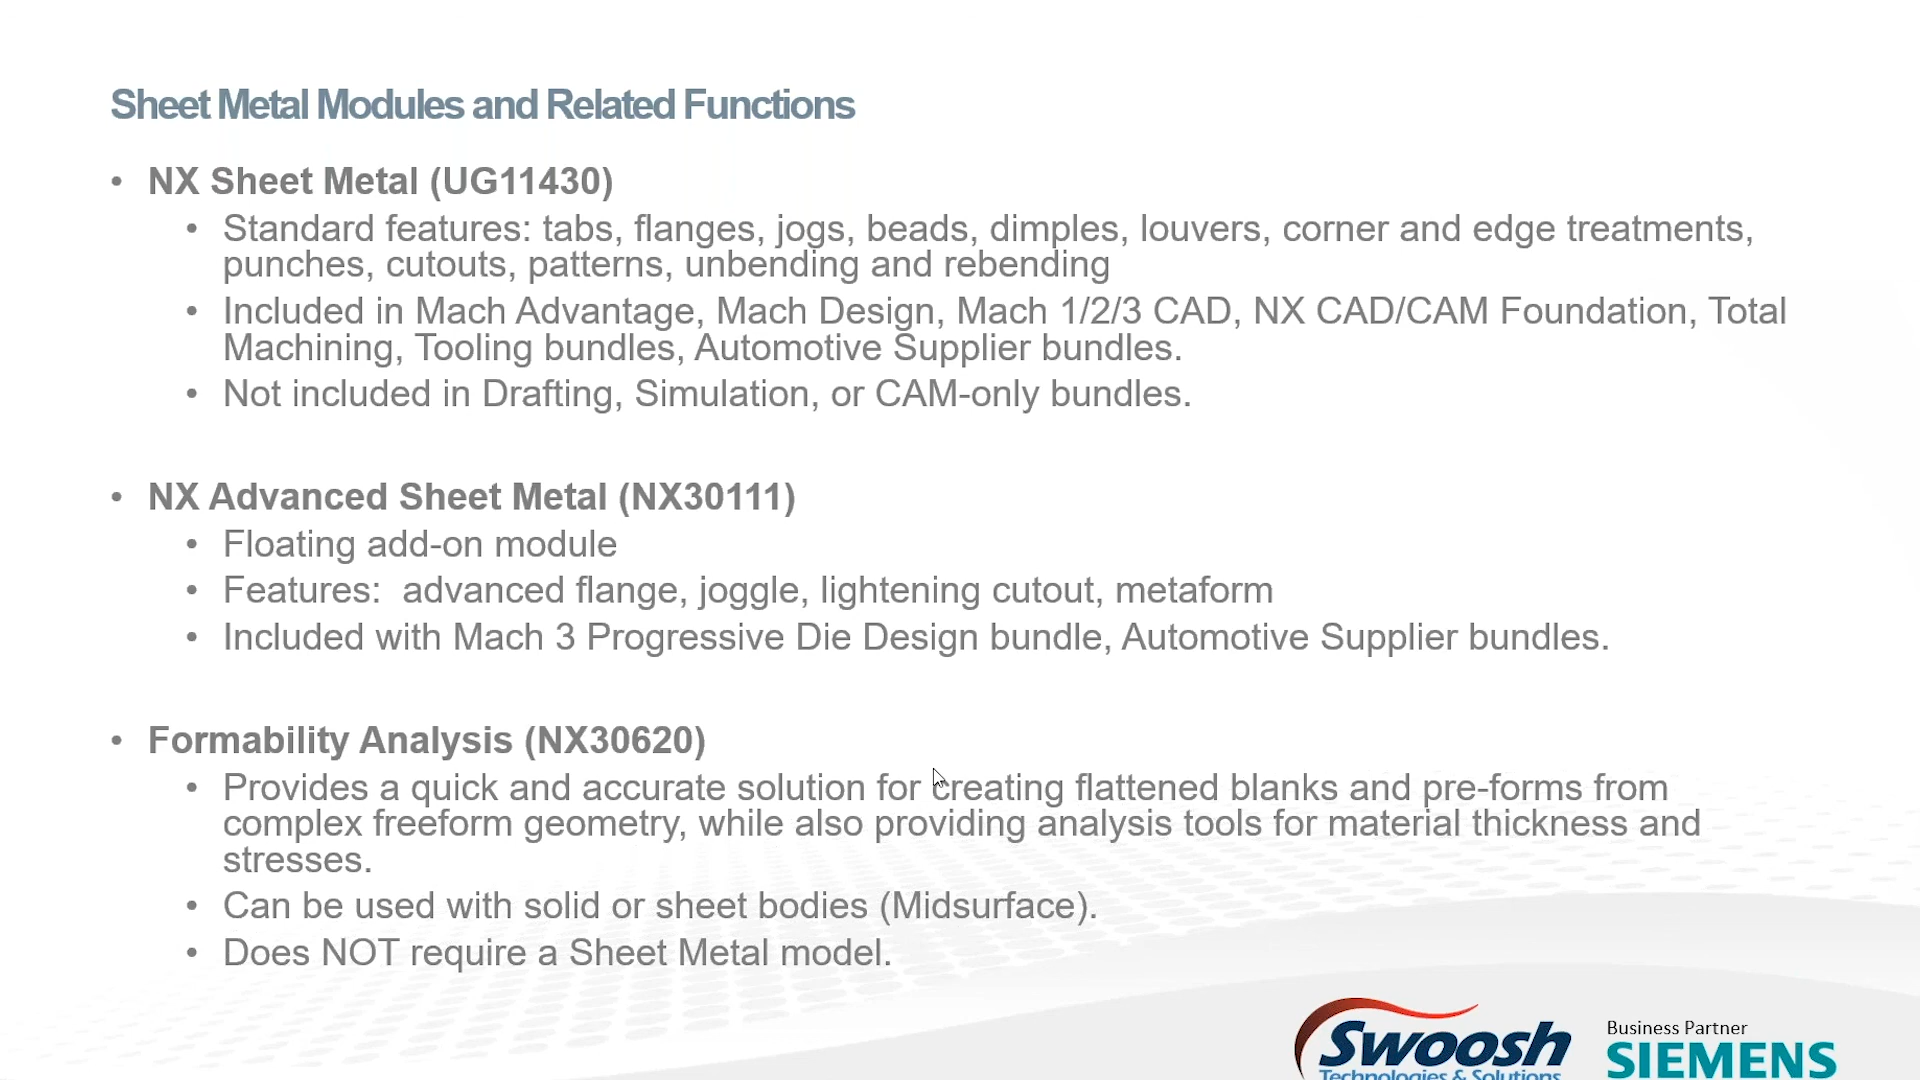 Sheet Metal Modules and Related Functions
• NX Sheet Metal (UG11430)
• Standard features: tabs, flanges, jogs, beads, dimples, louvers, corner and edge treatments,
punches, cutouts, patterns, unbending and rebending
• Included in Mach Advantage, Mach Design, Mach 1/2/3 CAD, NX CAD/CAM Foundation, Total
Machining, Tooling bundles, Automotive Supplier bundles.
• Not included in Drafting, Simulation, or CAM-only bundles.
• NX Advanced Sheet Metal (NX30111)
• Floating add-on module
• Features:  advanced flange, joggle, lightening cutout, metaform
• Included with Mach 3 Progressive Die Design bundle, Automotive Supplier bundles.
• Formability Analysis (NX30620)
• Provides a quick and accurate solution for creating flattened blanks and pre-forms from
complex freeform geometry, while also providing analysis tools for material thickness and
stresses.
• Can be used with solid or sheet bodies (Midsurface).
• Does NOT require a Sheet Metal model.
Swoosh
Technologies & Solutions
Business Partner
SIEMENS